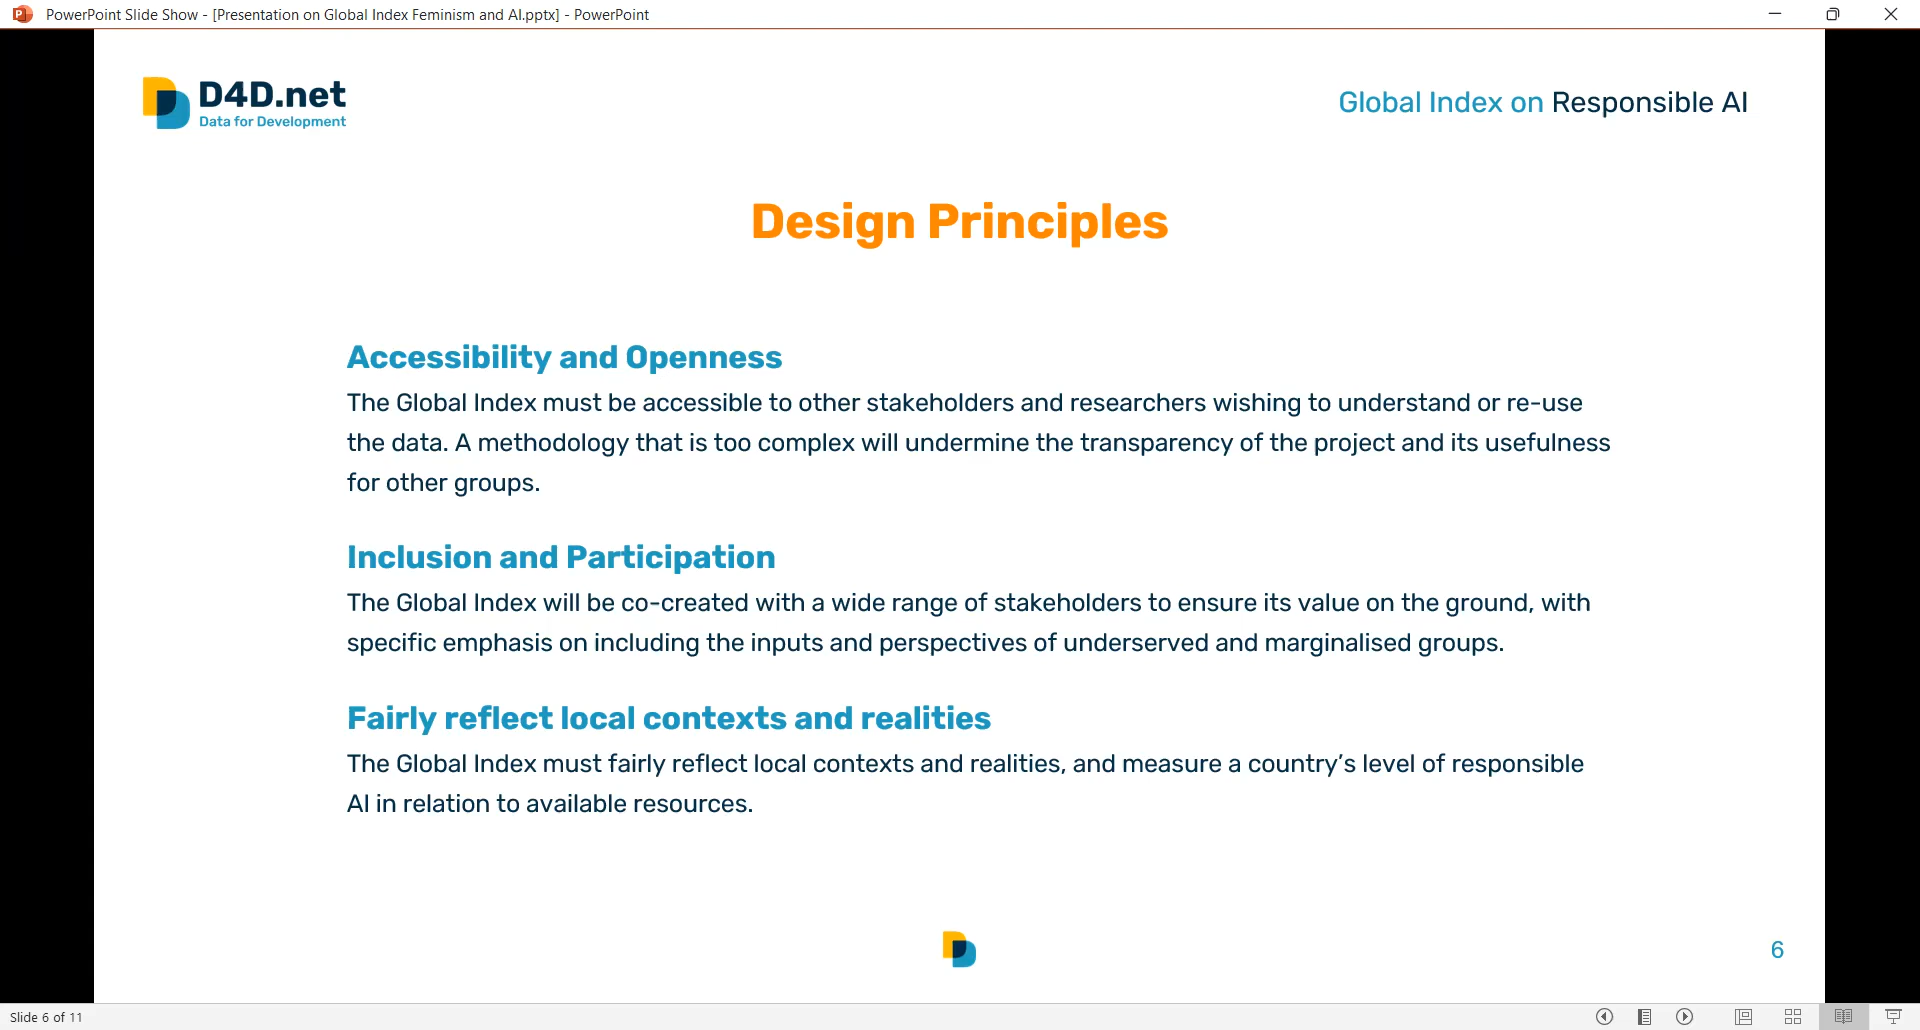 PowerPoint Slide Show - [Presentation on Global Index Feminism and AI.pptx] - PowerPoint
D4D.net
Data for Development
Global Index on Responsible AI
Design Principles
Accessibility and Openness
The Global Index must be accessible to other stakeholders and researchers wishing to understand or re-use
the data. A methodology that is too complex will undermine the transparency of the project and its usefulness
for other groups.
Inclusion and Participation
The Global Index will be co-created with a wide range of stakeholders to ensure its value on the ground, with
specific emphasis on including the inputs and perspectives of underserved and marginalised groups.
Fairly reflect local contexts and realities
The Global Index must fairly reflect local contexts and realities, and measure a country’s level of responsible
AI in relation to available resources.
6
Slide 6 of 11